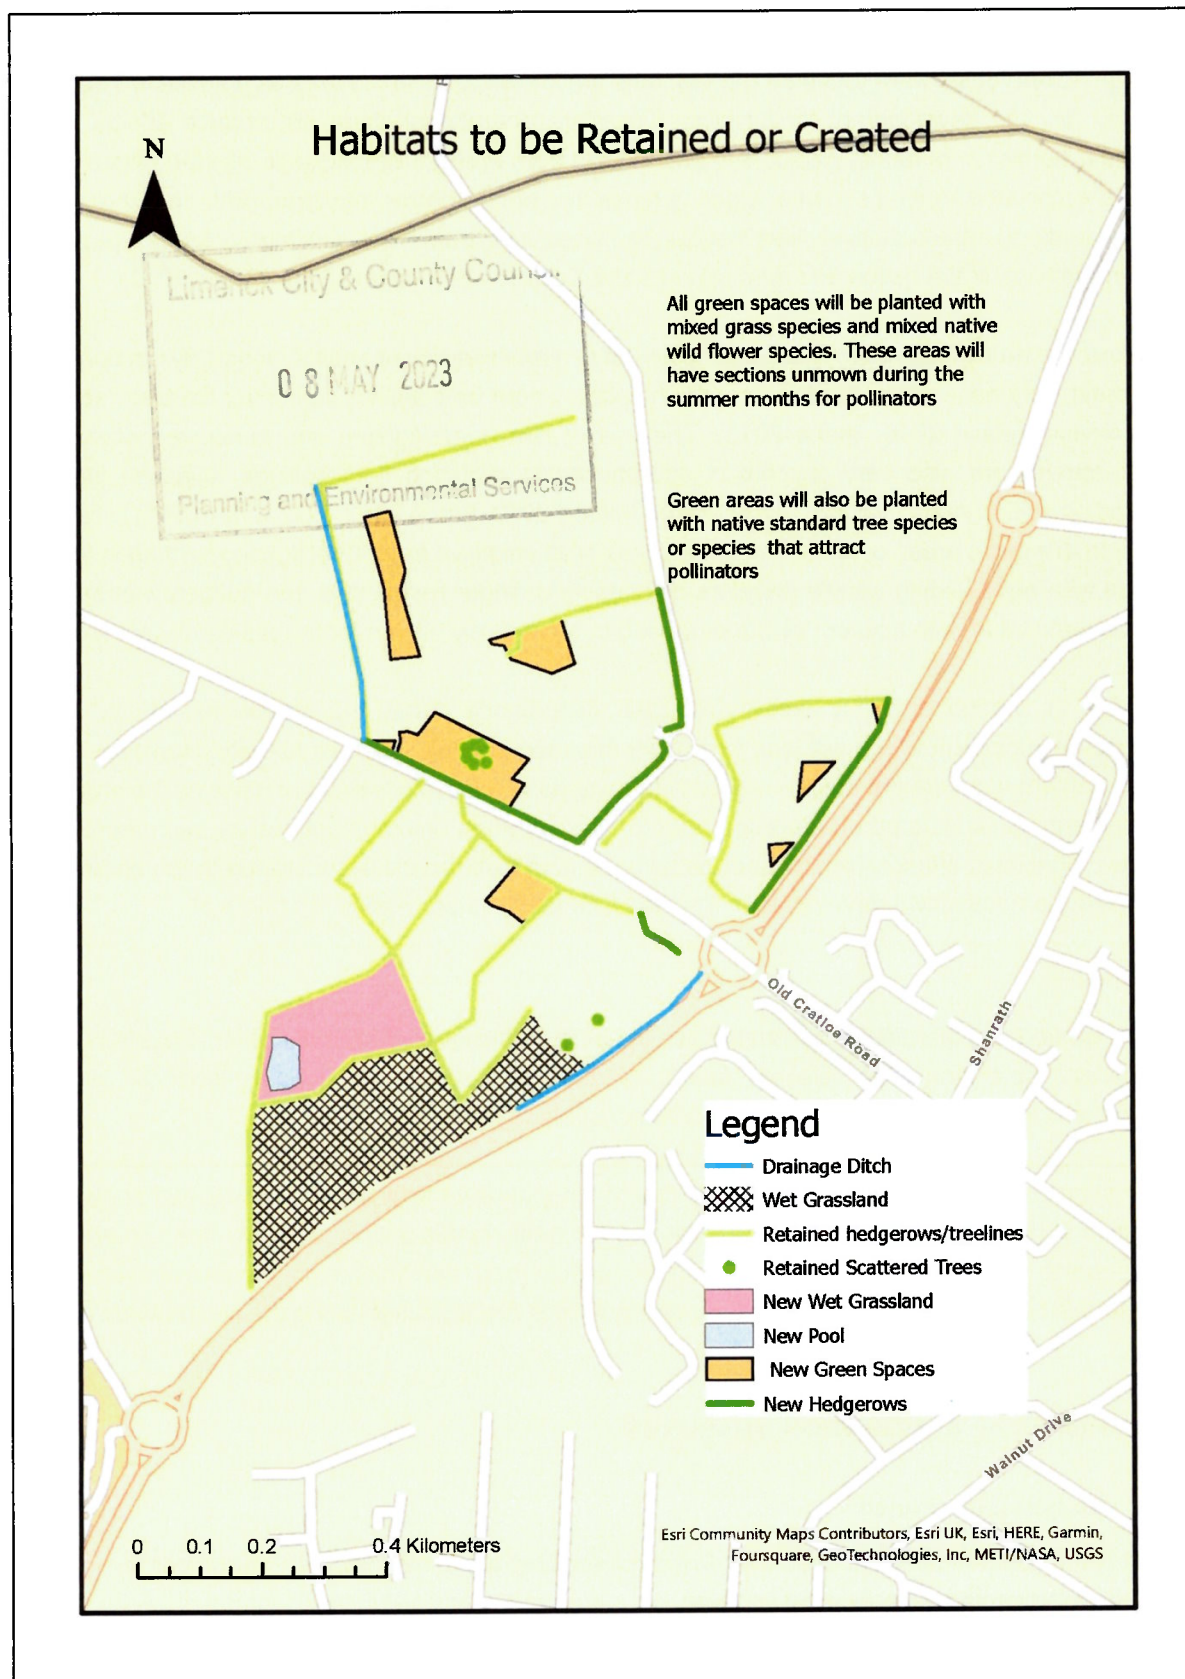 Habitats to be Retained or Created
N
Limerick City & County Council
08 MAY 2023
Planning and Environmental Services
All green spaces will be planted with
mixed grass species and mixed native
wild flower species. These areas will
have sections unmown during the
summer months for pollinators
Green areas will also be planted
with native standard tree species
or species that attract
pollinators
Old Cratloe Road
Shanrath
Legend
Drainage Ditch
Wet Grassland
Retained hedgerows/treelines
Retained Scattered Trees
New Wet Grassland
New Pool
New Green Spaces
New Hedgerows
Walnut Drive
0 0.1 0.2 0.4 Kilometers
Esri Community Maps Contributors, Esri UK, Esri, HERE, Garmin,
Foursquare, GeoTechnologies, Inc, METI/NASA, USGS